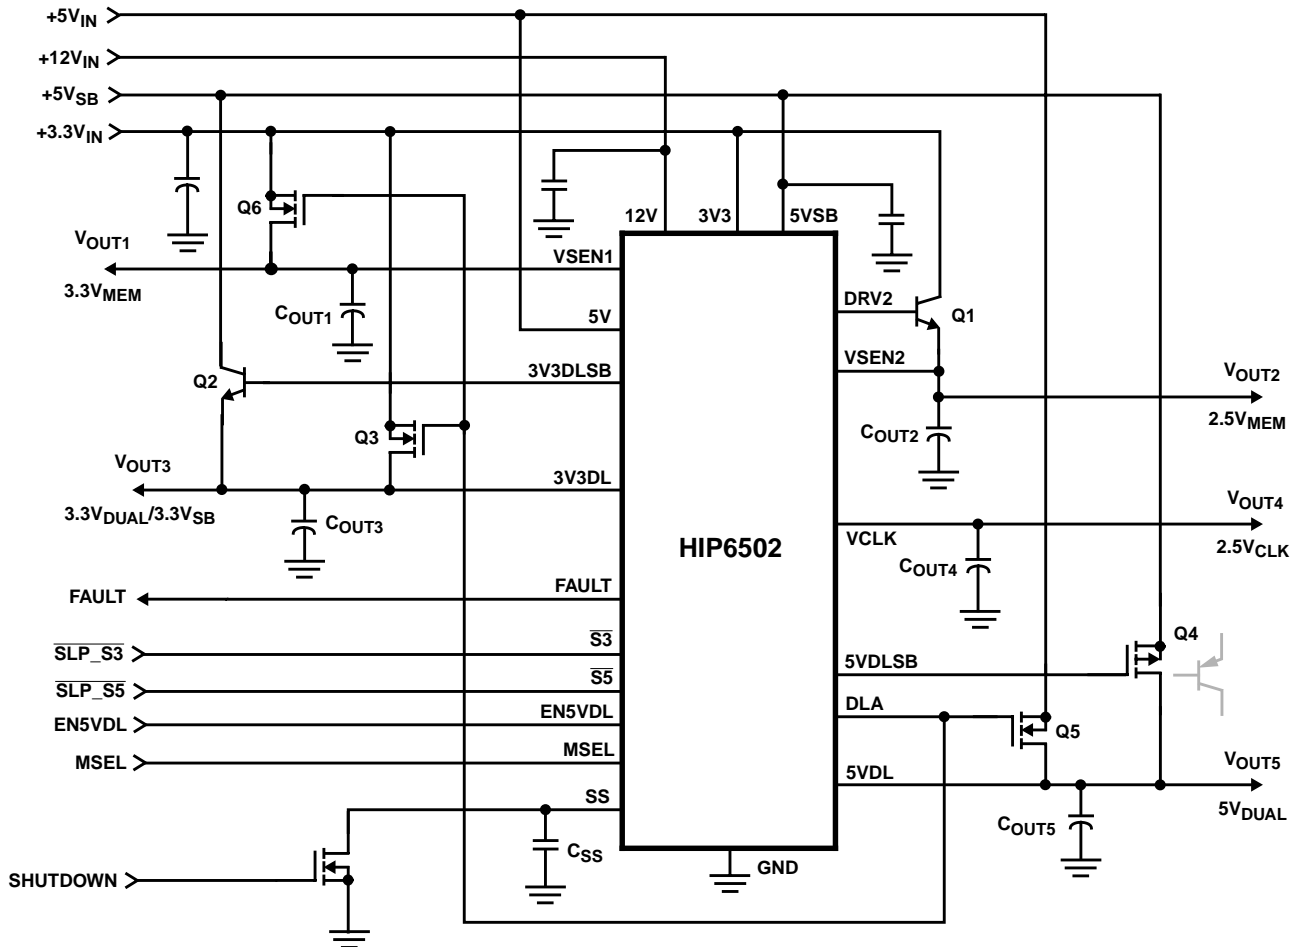 +5VIN
+12VIN
+5VSB
+3.3VIN
Q6
12V
3V3
5VSB
VOUT1
VSEN1
3.3VMEM
COUT1
5V
DRV2
Q1
VSEN2
Q2
3V3DLSB
VOUT2
2.5VMEM
COUT2
Q3
VOUT3
3V3DL
3.3VDUAL/3.3VSB
COUT3
HIP6502
VOUT4
VCLK
2.5VCLK
COUT4
FAULT
FAULT
Q4
SLP_S3
S3
5VDLSB
SLP_S5
S5
DLA
EN5VDL
EN5VDL
Q5
MSEL
MSEL
5VDL
VOUT5
5VDUAL
SS
COUT5
CSS
GND
SHUTDOWN